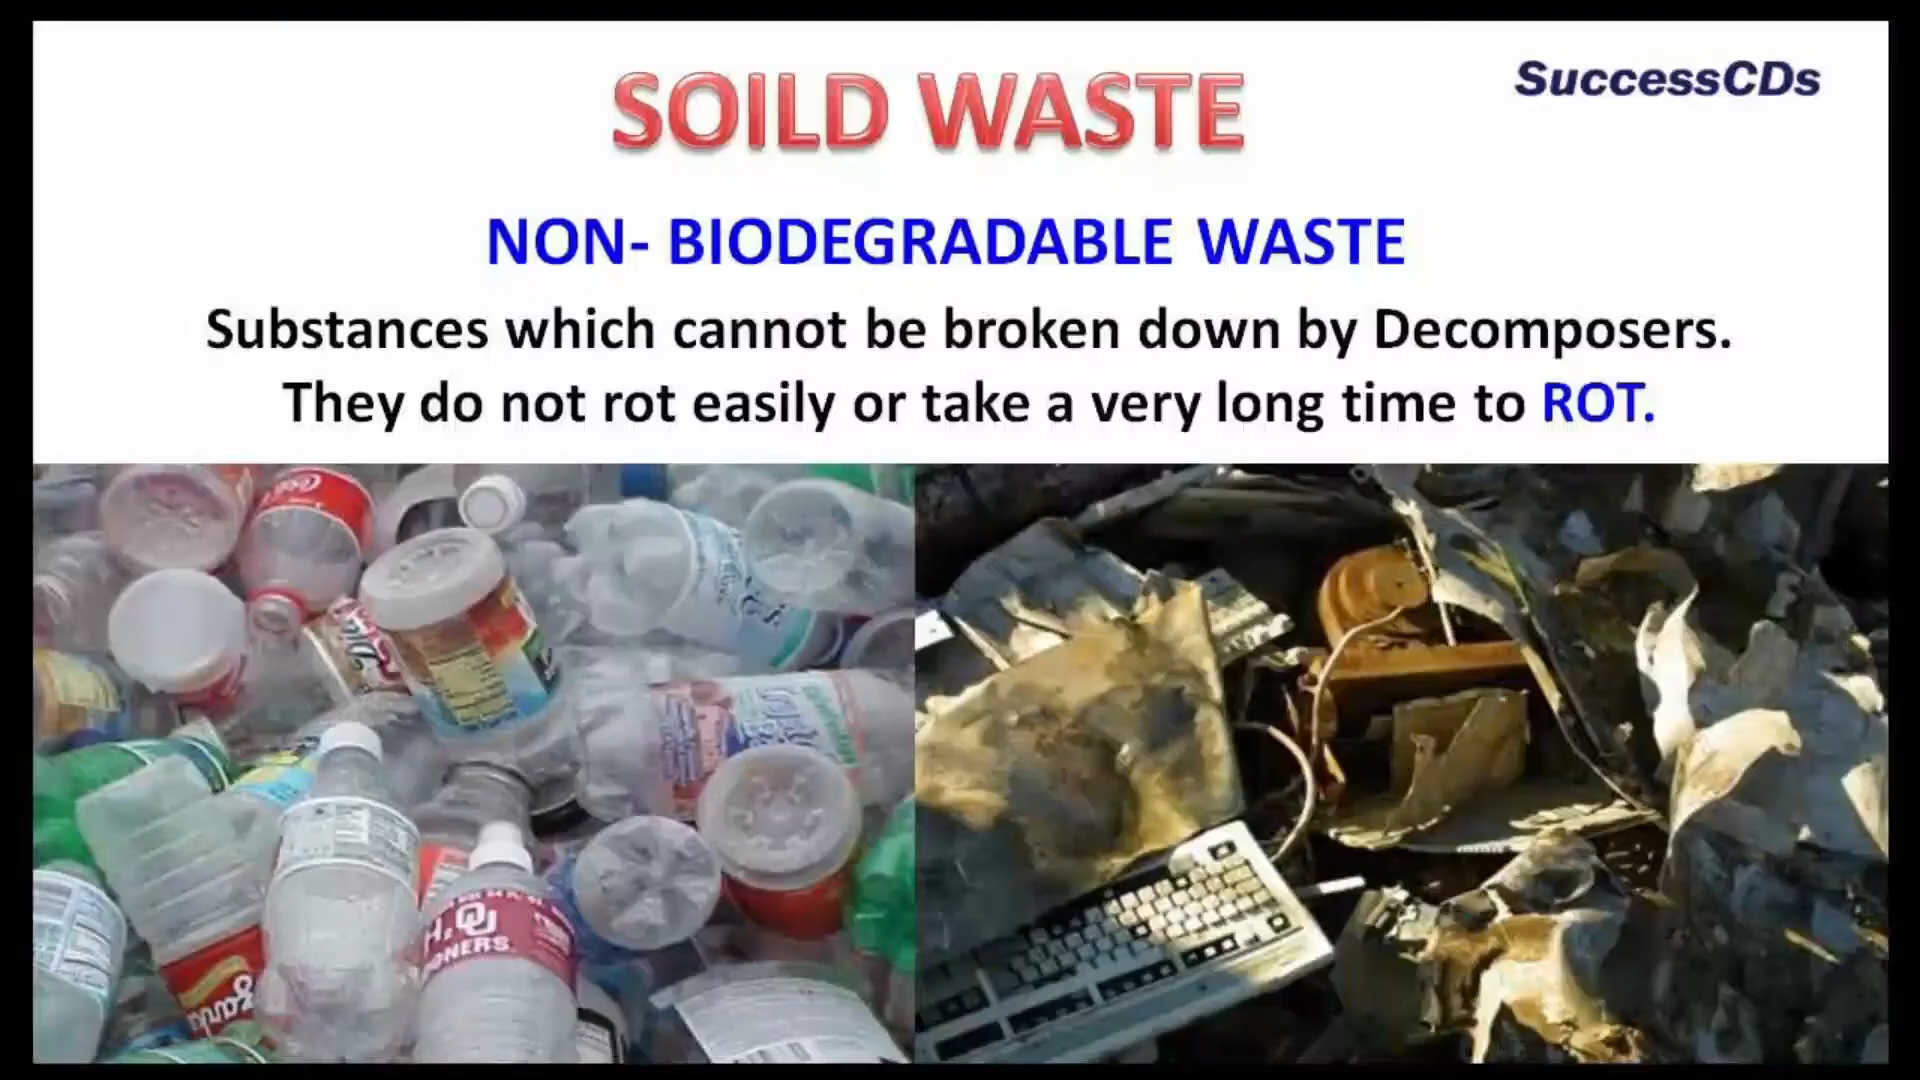 SuccessCDs
SOILD WASTE
NON- BIODEGRADABLE WASTE
Substances which cannot be broken down by Decomposers.
They do not rot easily or take a very long time to ROT.
H2OU